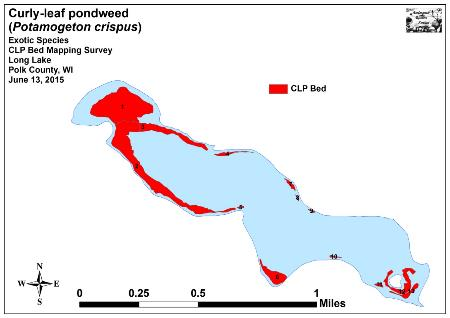 Curly-leaf pondweed
(Potamogeton crispus)
Exotic Species
CLP Bed Mapping Survey
Long Lake
Polk County, WI
June 13, 2015
CLP Bed
N
W E
S
0 0.25 0.5 1
Miles
10